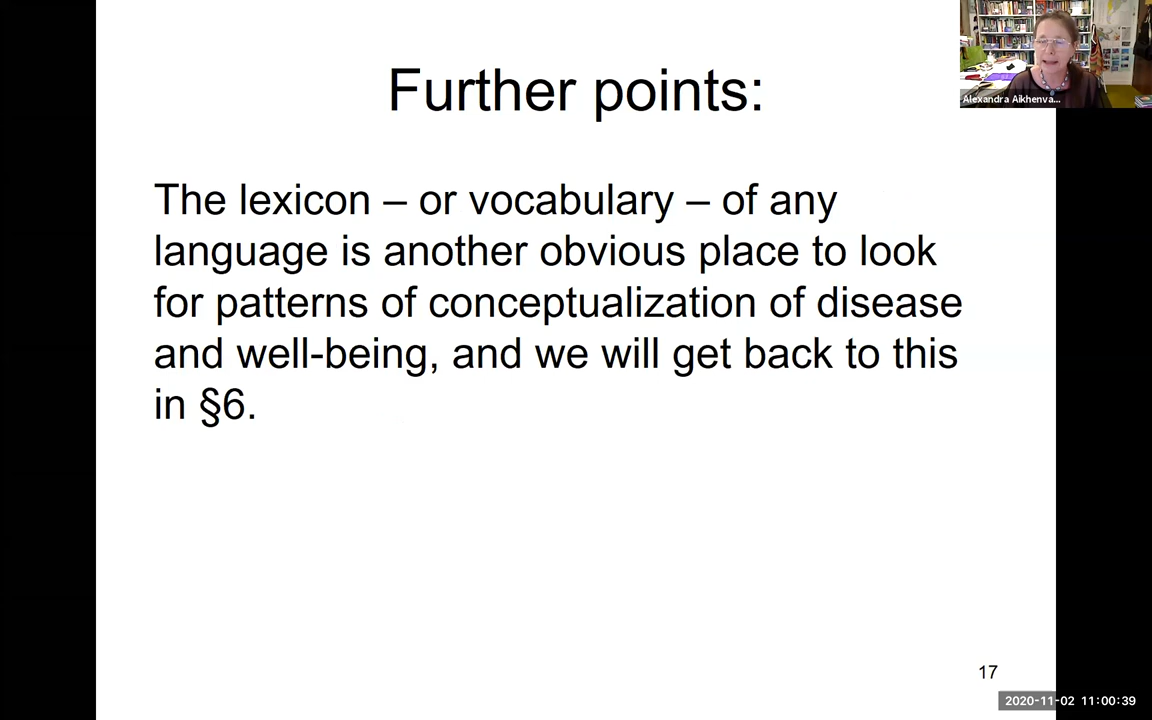 Further points:
Alexandra Aikhenva...
The lexicon – or vocabulary – of any
language is another obvious place to look
for patterns of conceptualization of disease
and well-being, and we will get back to this
in §6.
17
2020-11-02 11:00:39